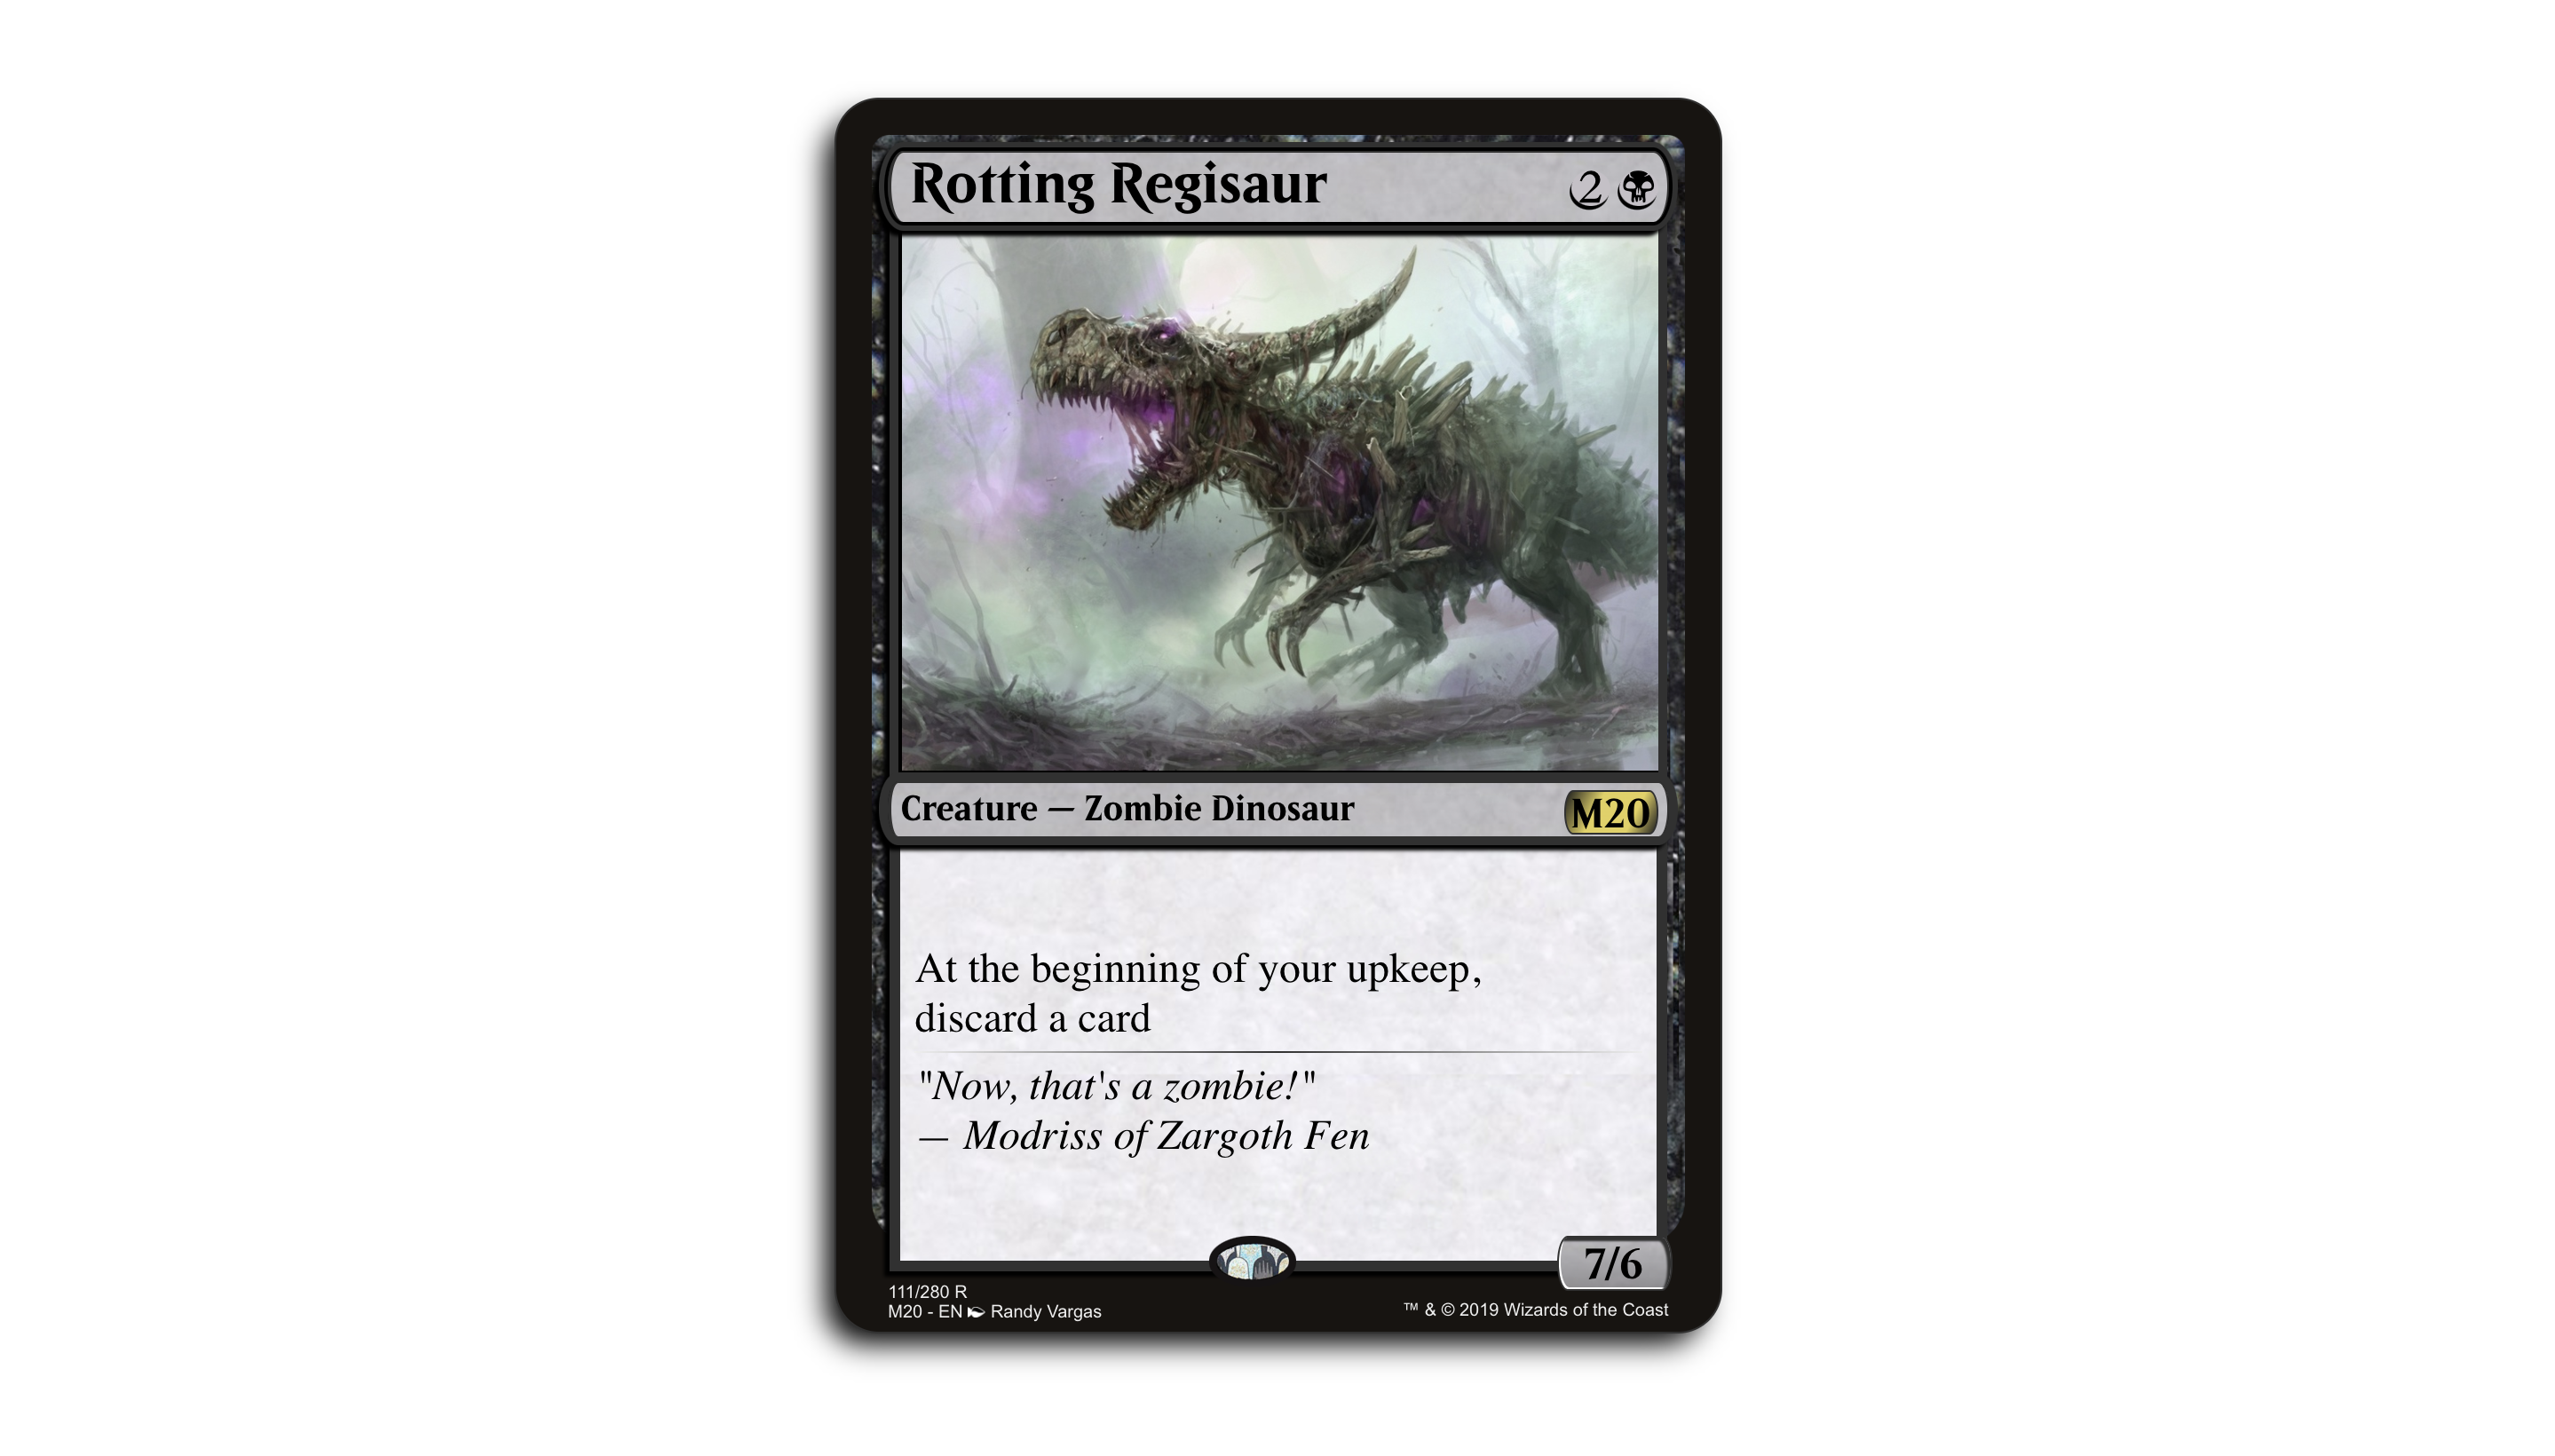 Rotting Regisaur 2
Creature — Zombie Dinosaur M20
At the beginning of your upkeep,
discard a card
"Now, that's a zombie!"
— Modriss of Zargoth Fen
7/6
111/280 R
M20 - EN Randy Vargas
™ & © 2019 Wizards of the Coast